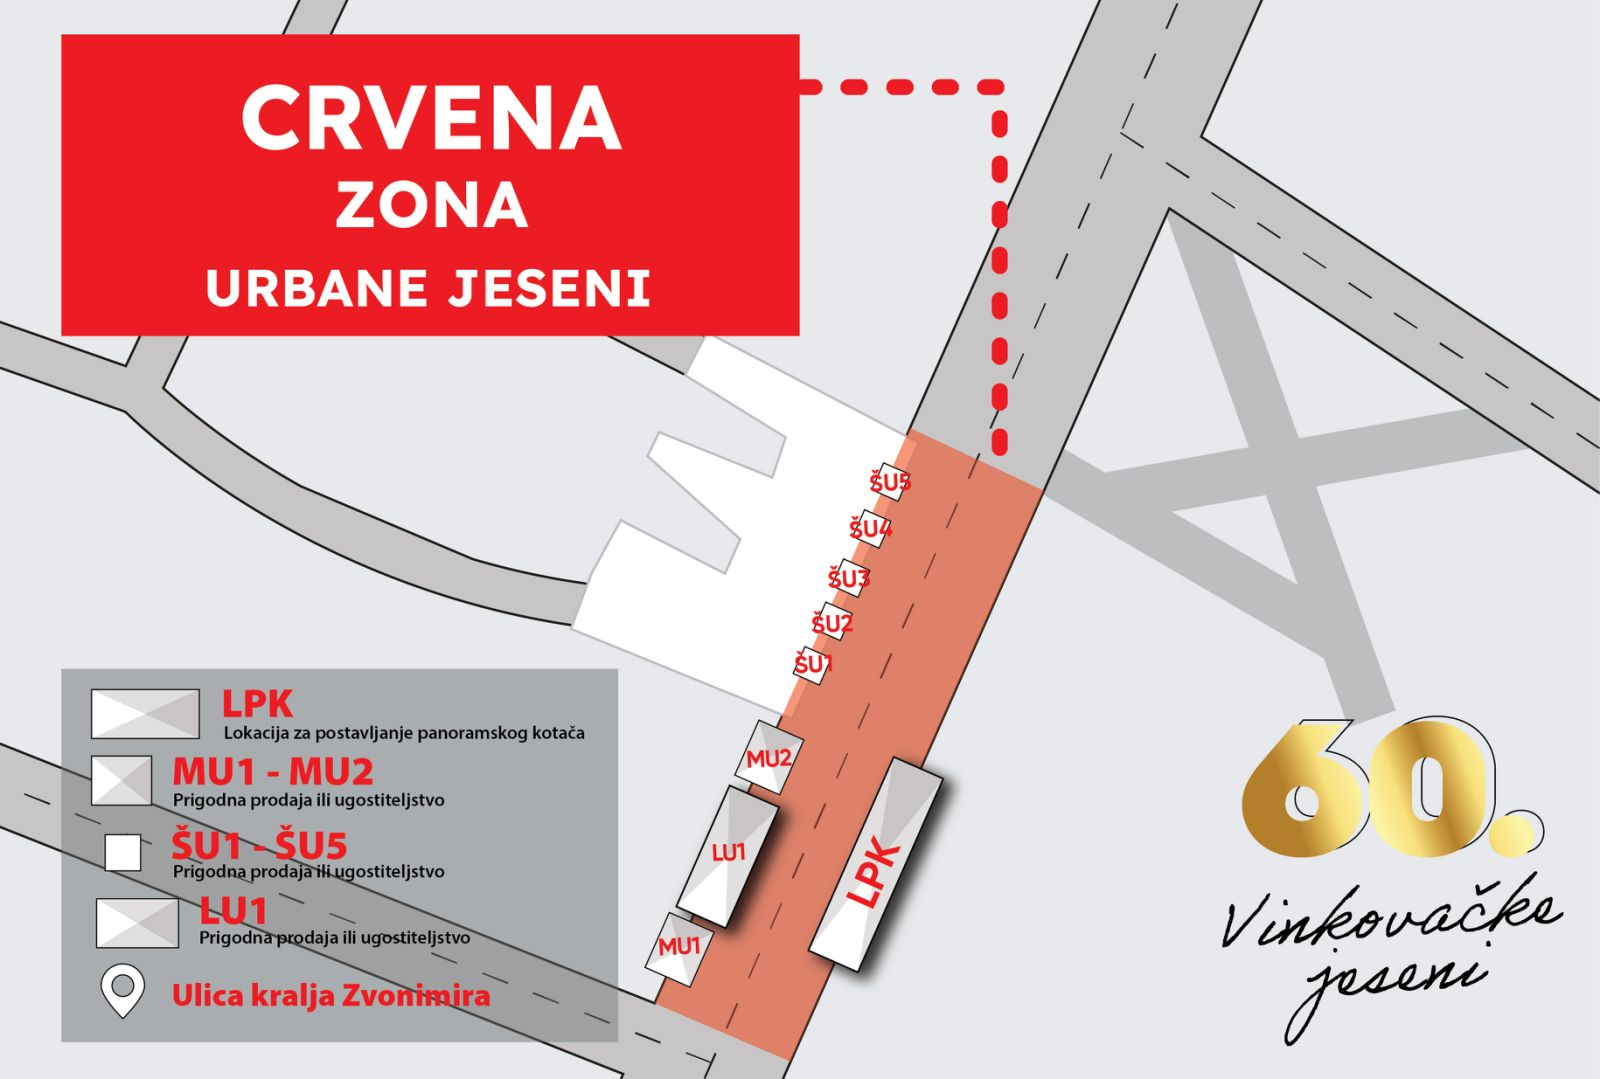 CRVENA
ZONA
URBANE JESENI
ŠU5
ŠU4
ŠU3
ŠU2
ŠU1
MU2
LU1
LPK
MU1
LPK
Lokacija za postavljanje panoramskog kotača
MU1 - MU2
Prigodna prodaja ili ugostiteljstvo
ŠU1 - ŠU5
Prigodna prodaja ili ugostiteljstvo
LU1
Prigodna prodaja ili ugostiteljstvo
Ulica kralja Zvonimira
60.
Vinkovačke
jeseni